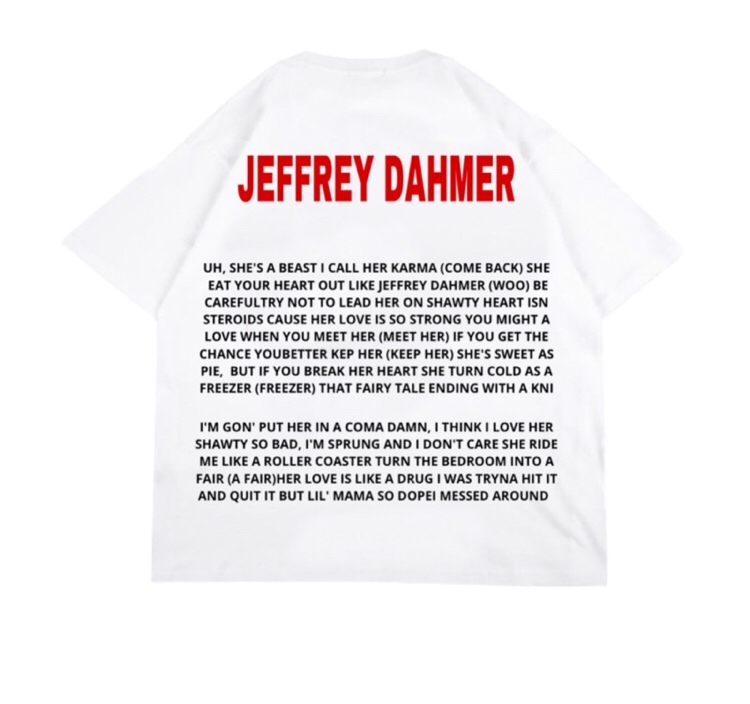 JEFFREY DAHMER
UH, SHE'S A BEAST I CALL HER KARMA (COME BACK) SHE
EAT YOUR HEART OUT LIKE JEFFREY DAHMER (WOO) BE
CAREFULTRY NOT TO LEAD HER ON SHAWTY HEART ISN
STEROIDS CAUSE HER LOVE IS SO STRONG YOU MIGHT A
LOVE WHEN YOU MEET HER (MEET HER) IF YOU GET THE
CHANCE YOUBETTER KEP HER (KEEP HER) SHE'S SWEET AS
PIE,  BUT IF YOU BREAK HER HEART SHE TURN COLD AS A
FREEZER (FREEZER) THAT FAIRY TALE ENDING WITH A KNI
I'M GON' PUT HER IN A COMA DAMN, I THINK I LOVE HER
SHAWTY SO BAD, I'M SPRUNG AND I DON'T CARE SHE RIDE
ME LIKE A ROLLER COASTER TURN THE BEDROOM INTO A
FAIR (A FAIR)HER LOVE IS LIKE A DRUG I WAS TRYNA HIT IT
AND QUIT IT BUT LIL' MAMA SO DOPEI MESSED AROUND